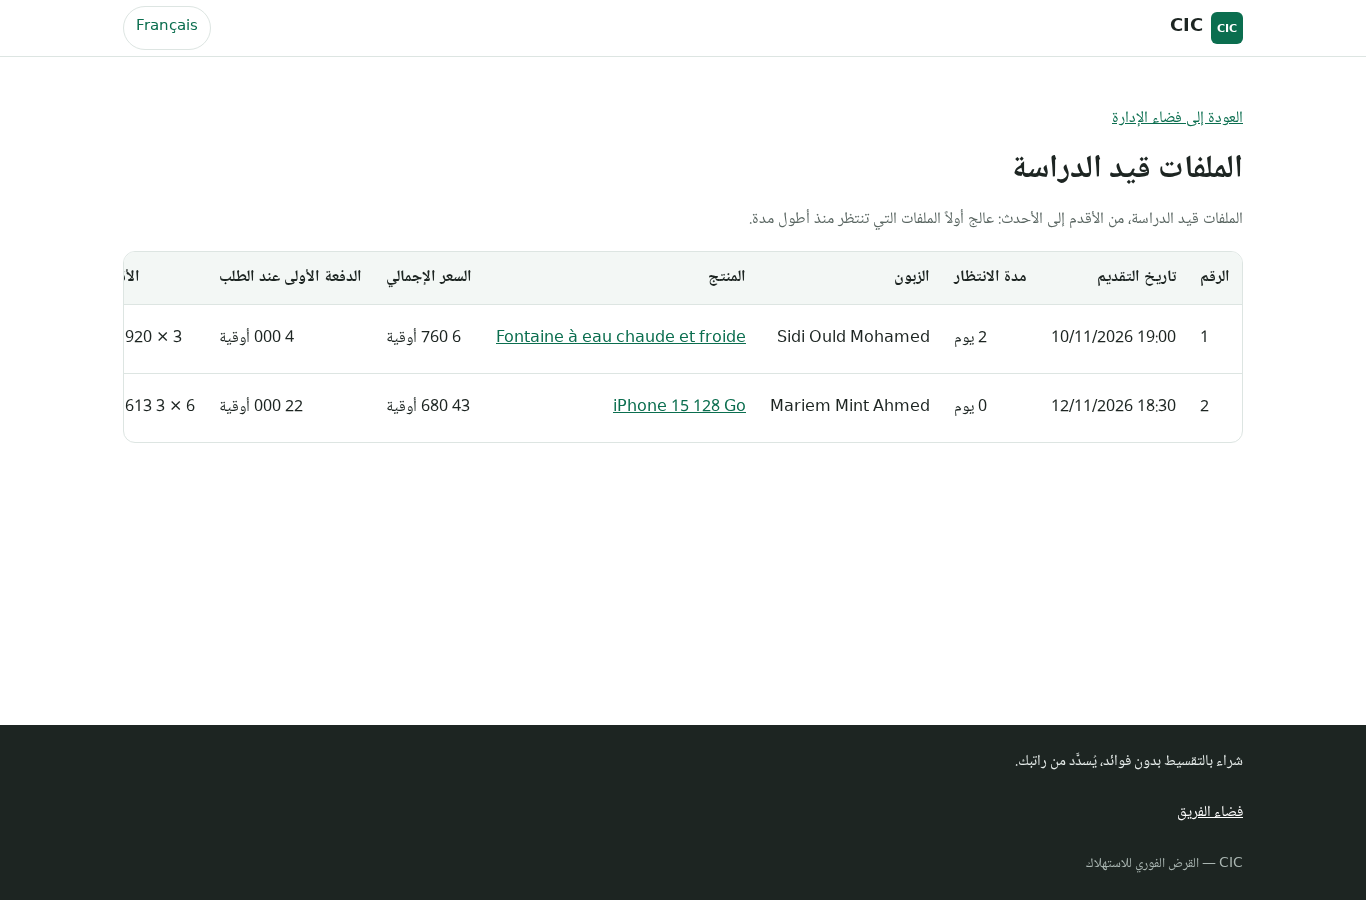 CIC CIC
Français
العودة إلى فضاء الإدارة
الملفات قيد الدراسة
الملفات قيد الدراسة، من الأقدم إلى الأحدث: عالج أولاً الملفات التي تنتظر منذ أطول مدة.
الرقم تاريخ التقديم مدة الانتظار الزبون المنتج السعر الإجمالي الدفعة الأولى عند الطلب
1 10/11/2026 19:00 2 يوم Sidi Ould Mohamed Fontaine à eau chaude et froide 6 760 أوقية 4 000 أوقية 3 × 920
2 12/11/2026 18:30 0 يوم Mariem Mint Ahmed iPhone 15 128 Go 43 680 أوقية 22 000 أوقية 6 × 3 613
شراء بالتقسيط بدون فوائد، يُسدَّد من راتبك.
فضاء الفريق
CIC — القرض الفوري للاستهلاك